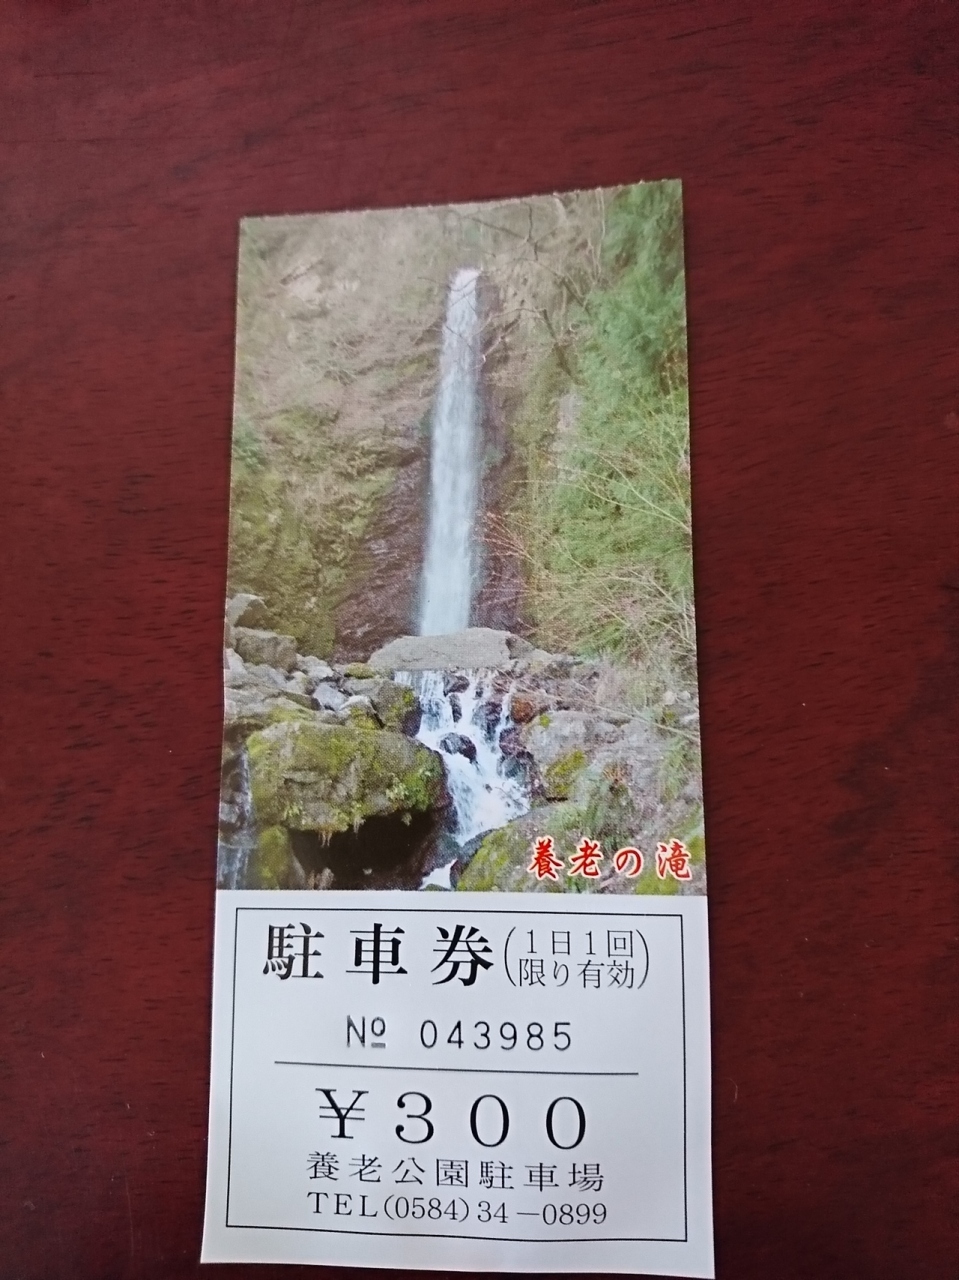 養老の滝
駐車券(1日1回
限り有効)
№ 043985
￥300
養老公園駐車場
TEL(0584)34－0899